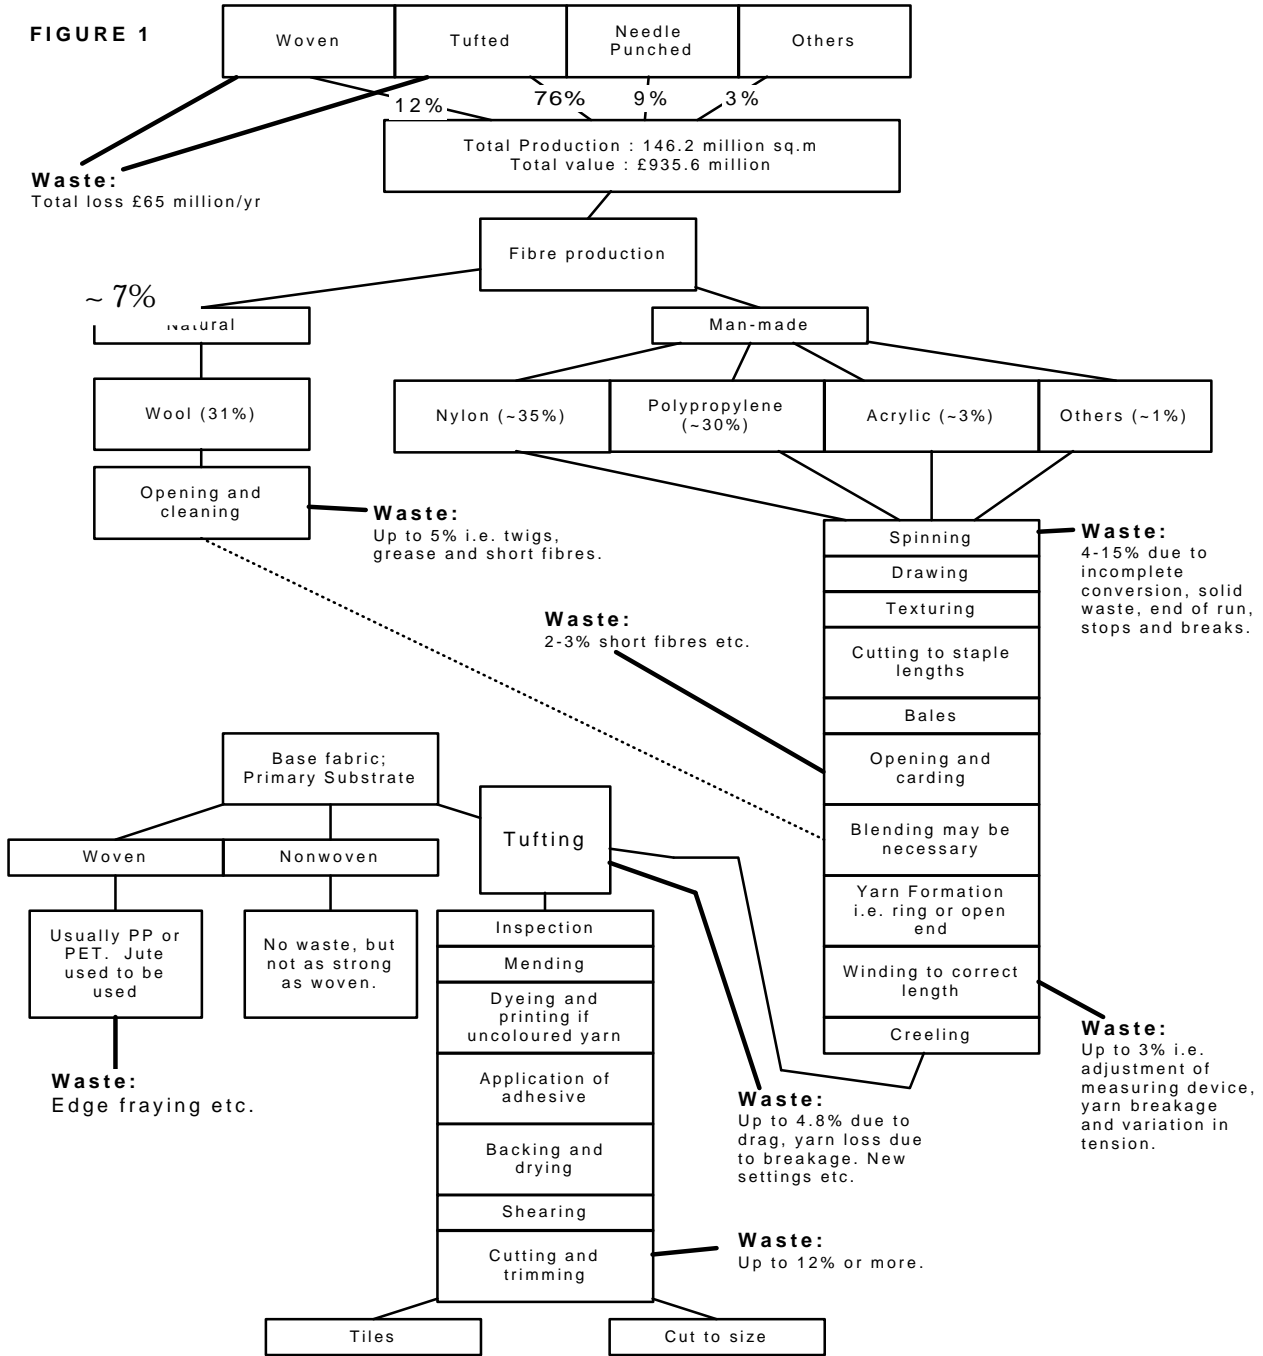 FIGURE 1
Woven
Tufted
Needle
Punched
Others
12%
76%
9%
3%
Total Production : 146.2 million sq.m
Total value : £935.6 million
Waste:
Total loss £65 million/yr
Fibre production
~ 7%
Natural
Man-made
Wool (31%)
Nylon (~35%)
Polypropylene
(~30%)
Acrylic (~3%)
Others (~1%)
Opening and
cleaning
Waste:
Up to 5% i.e. twigs,
grease and short fibres.
Spinning
Drawing
Texturing
Cutting to staple
lengths
Bales
Opening and
carding
Blending may be
necessary
Yarn Formation
i.e. ring or open
end
Winding to correct
length
Creeling
Waste:
4-15% due to
incomplete
conversion, solid
waste, end of run,
stops and breaks.
Waste:
2-3% short fibres etc.
Base fabric;
Primary Substrate
Tufting
Woven
Nonwoven
Usually PP or
PET. Jute
used to be
used
No waste, but
not as strong
as woven.
Waste:
Edge fraying etc.
Inspection
Mending
Dyeing and
printing if
uncoloured yarn
Application of
adhesive
Backing and
drying
Shearing
Cutting and
trimming
Waste:
Up to 4.8% due to
drag, yarn loss due
to breakage. New
settings etc.
Waste:
Up to 3% i.e.
adjustment of
measuring device,
yarn breakage
and variation in
tension.
Waste:
Up to 12% or more.
Tiles
Cut to size